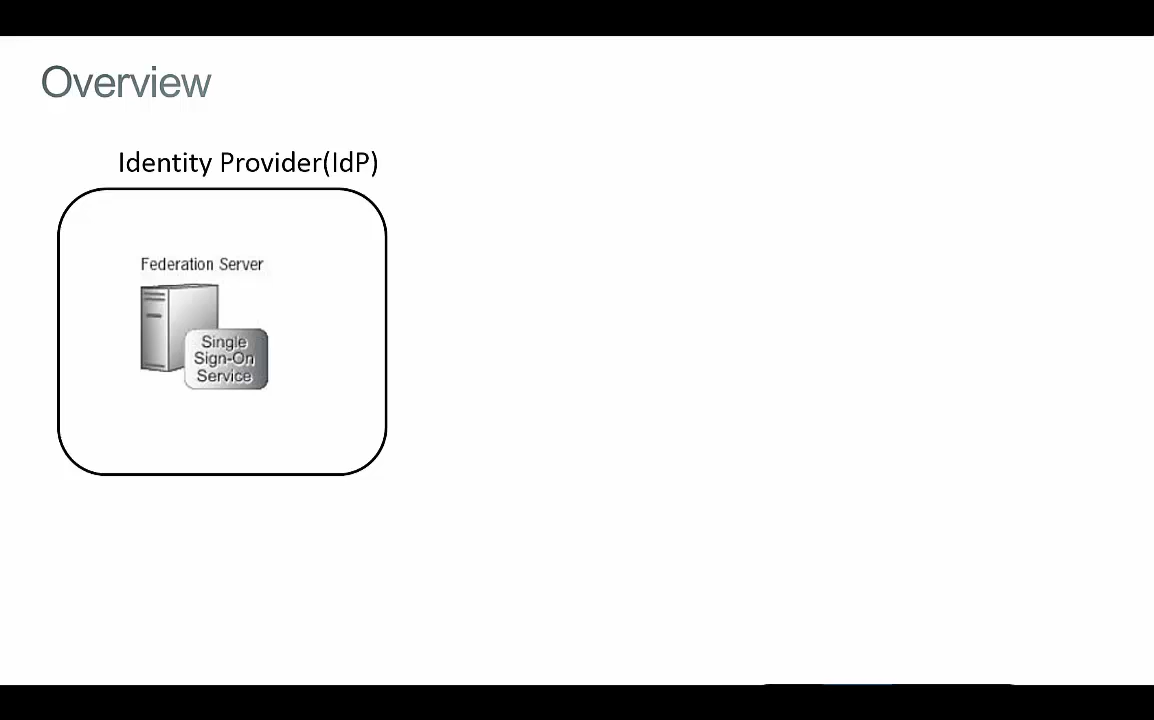 Overview
Identity Provider(IdP)
Federation Server
Single
Sign-On
Service